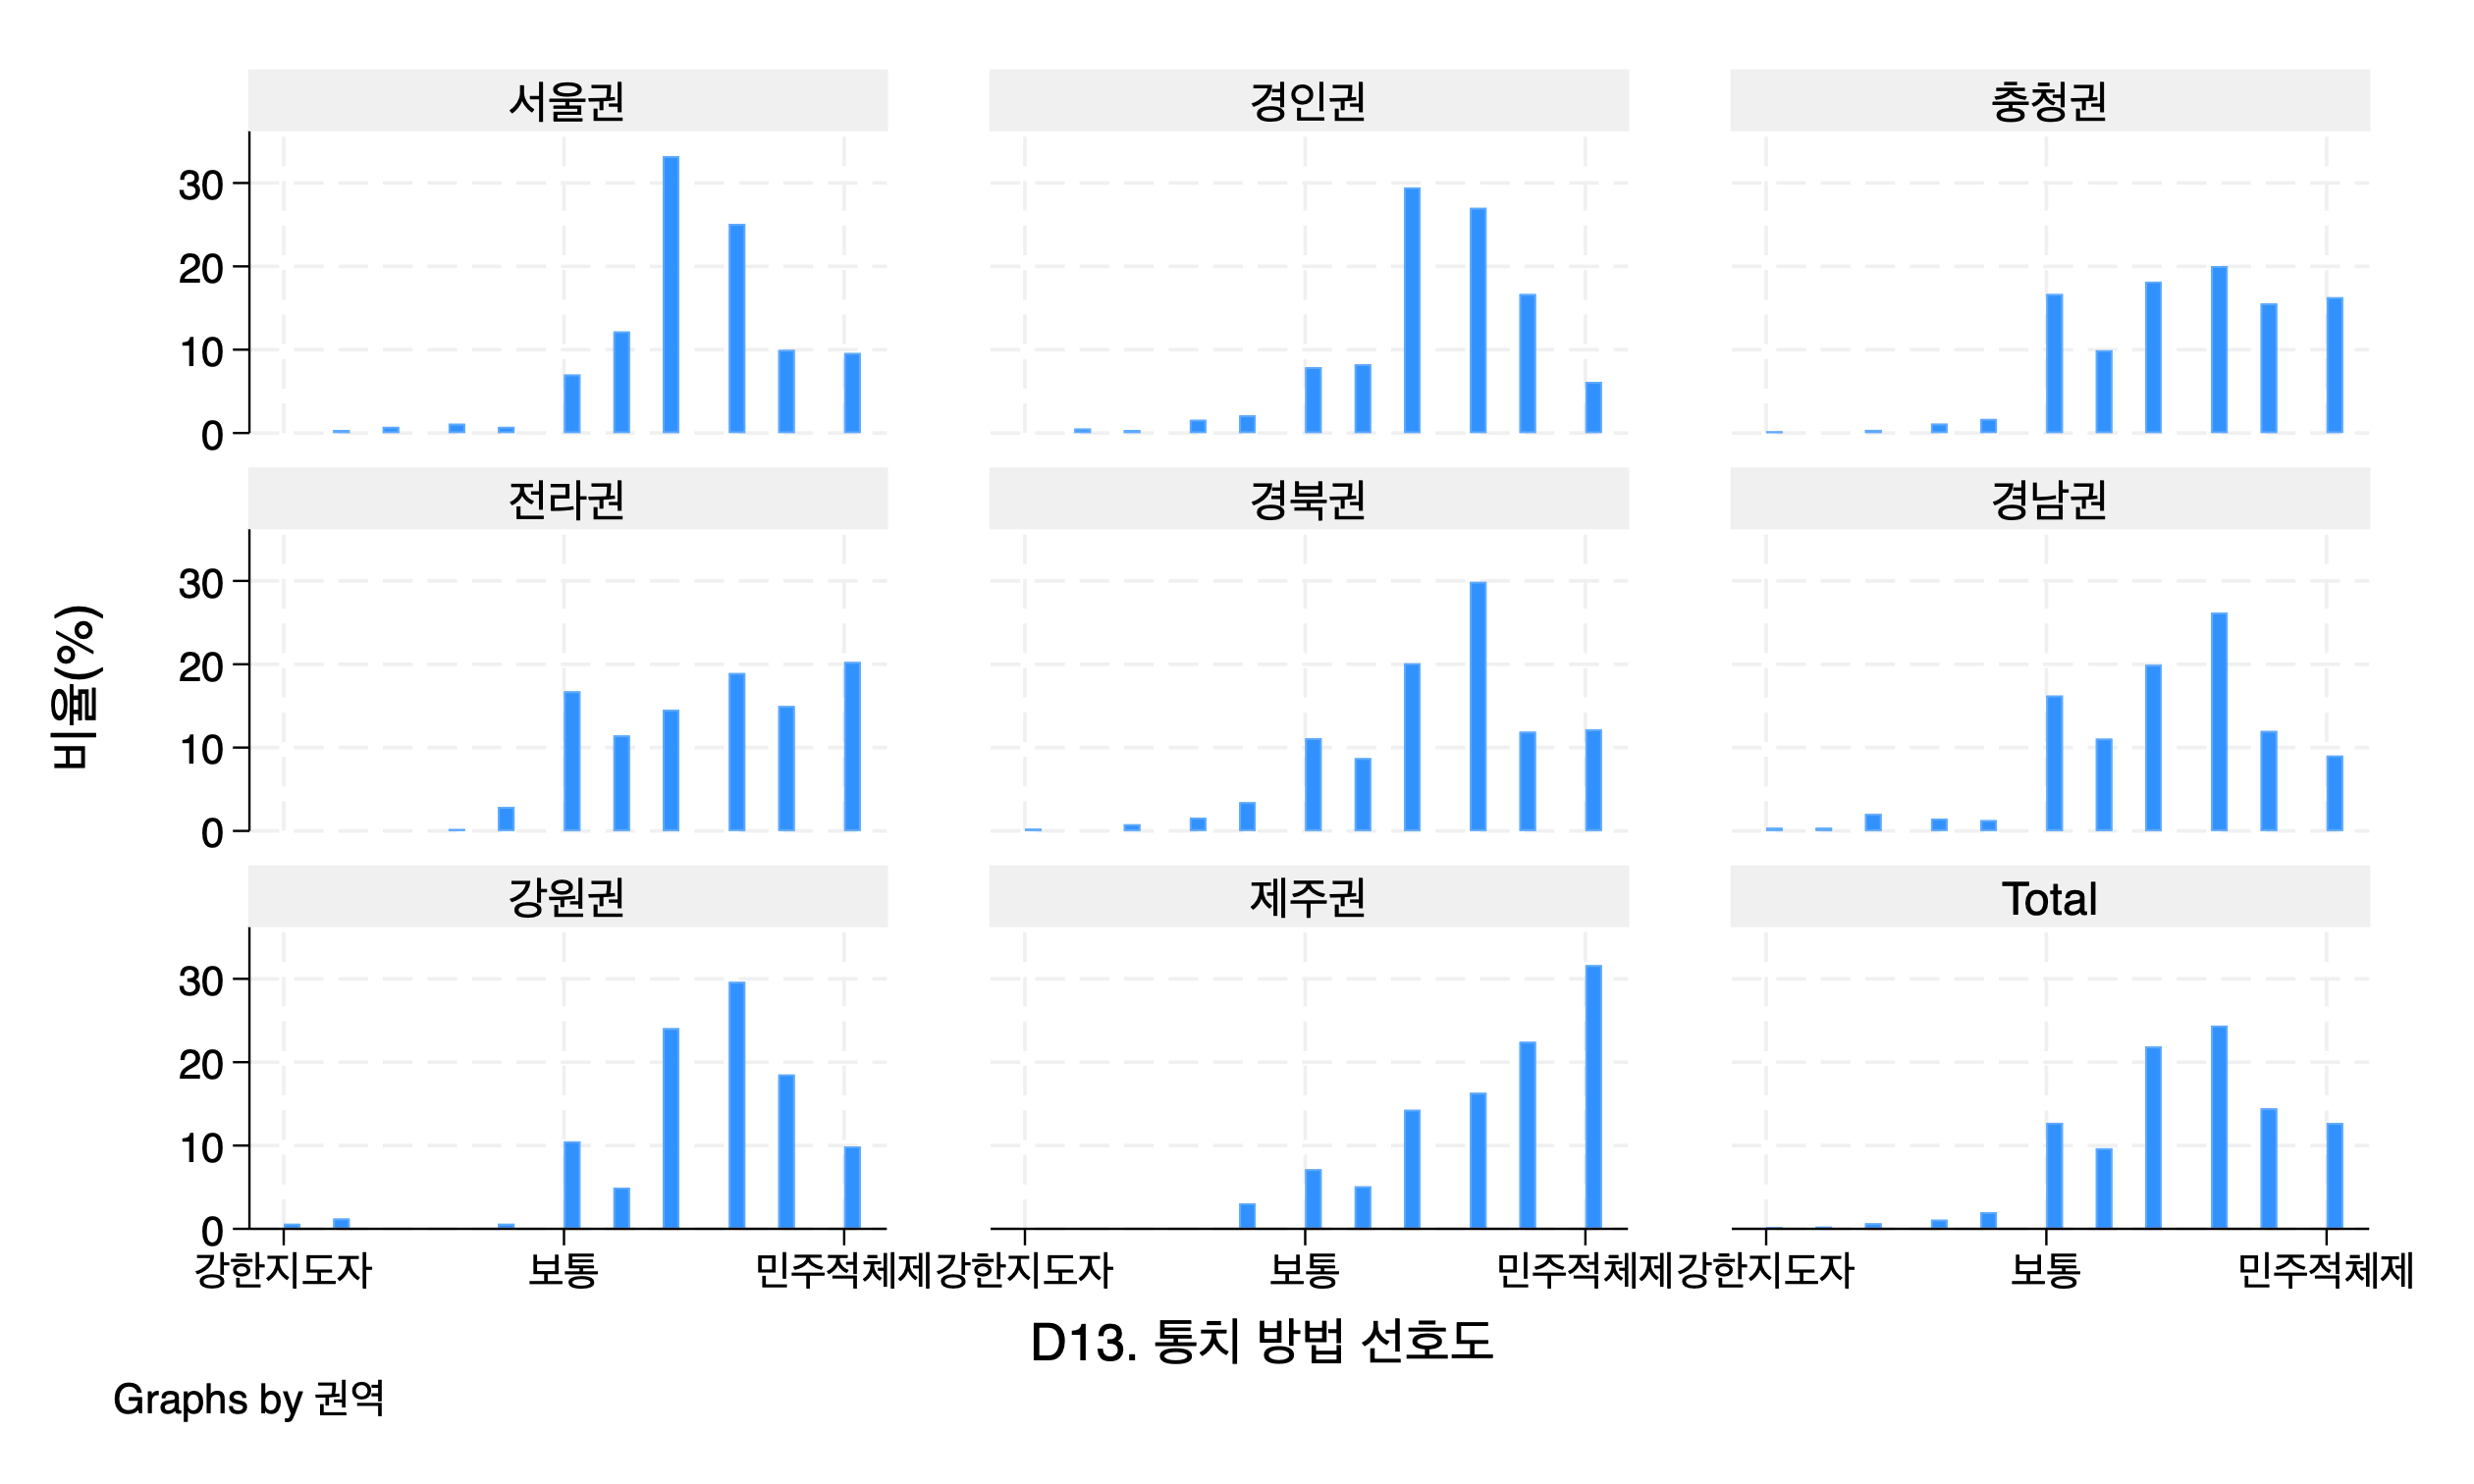 서울권 경인권 충청권
30
20
10
0
전라권 경북권 경남권
30
20
10
0
비율(%)
강원권 제주권 Total
30
20
10
0
강한지도자 보통 민주적체제 강한지도자 보통 민주적체제 강한지도자 보통 민주적체제
D13. 통치 방법 선호도
Graphs by 권역